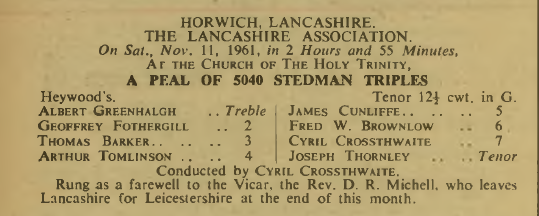 HORWICH, LANCASHIRE.
THE LANCASHIRE ASSOCIATION.
On Sat., Nov. 11, 1961, in 2 Hours and 55 Minutes,
At the Church of The Holy Trinity,
A PEAL OF 5040 STEDMAN TRIPLES
Heywood's. Tenor 12½ cwt. in G.
Albert Greenhalgh .. Treble | James Cunliffe.. .. .. 5
Geoffrey Fothergill .. 2 | Fred W. Brownlow .. 6
Thomas Barker.. .. .. 3 | Cyril Crossthwaite .. 7
Arthur Tomlinson .. .. 4 | Joseph Thornley .. .. Tenor
Conducted by Cyril Crossthwaite.
Rung as a farewell to the Vicar, the Rev. D. R. Michell, who leaves
Lancashire for Leicestershire at the end of this month.